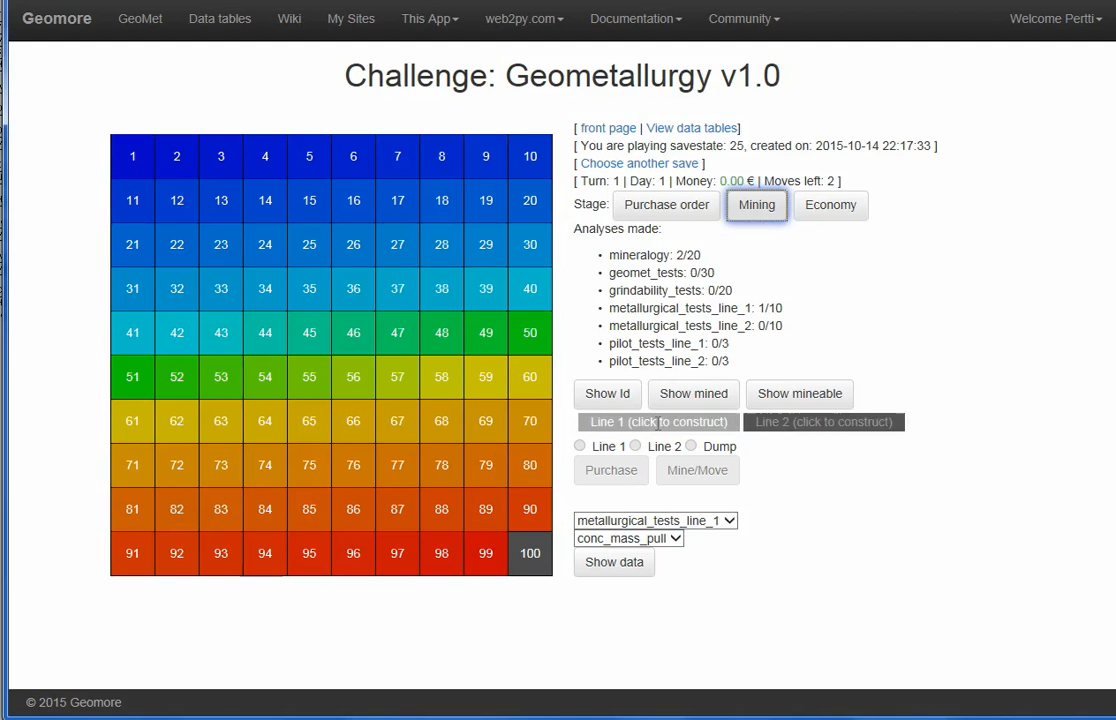 Geomore GeoMet Data tables Wiki My Sites This App web2py.com Documentation Community Welcome Pertti
Challenge: Geometallurgy v1.0
1 2 3 4 5 6 7 8 9 10
11 12 13 14 15 16 17 18 19 20
21 22 23 24 25 26 27 28 29 30
31 32 33 34 35 36 37 38 39 40
41 42 43 44 45 46 47 48 49 50
51 52 53 54 55 56 57 58 59 60
61 62 63 64 65 66 67 68 69 70
71 72 73 74 75 76 77 78 79 80
81 82 83 84 85 86 87 88 89 90
91 92 93 94 95 96 97 98 99 100
[ front page | View data tables]
[ You are playing savestate: 25, created on: 2015-10-14 22:17:33 ]
[ Choose another save ]
[ Turn: 1 | Day: 1 | Money: 0.00 € | Moves left: 2 ]
Stage: Purchase order Mining Economy
Analyses made:
• mineralogy: 2/20
• geomet_tests: 0/30
• grindability_tests: 0/20
• metallurgical_tests_line_1: 1/10
• metallurgical_tests_line_2: 0/10
• pilot_tests_line_1: 0/3
• pilot_tests_line_2: 0/3
Show Id Show mined Show mineable
Line 1 (click to construct) Line 2 (click to construct)
Line 1 Line 2 Dump
Purchase Mine/Move
metallurgical_tests_line_1
conc_mass_pull
Show data
© 2015 Geomore